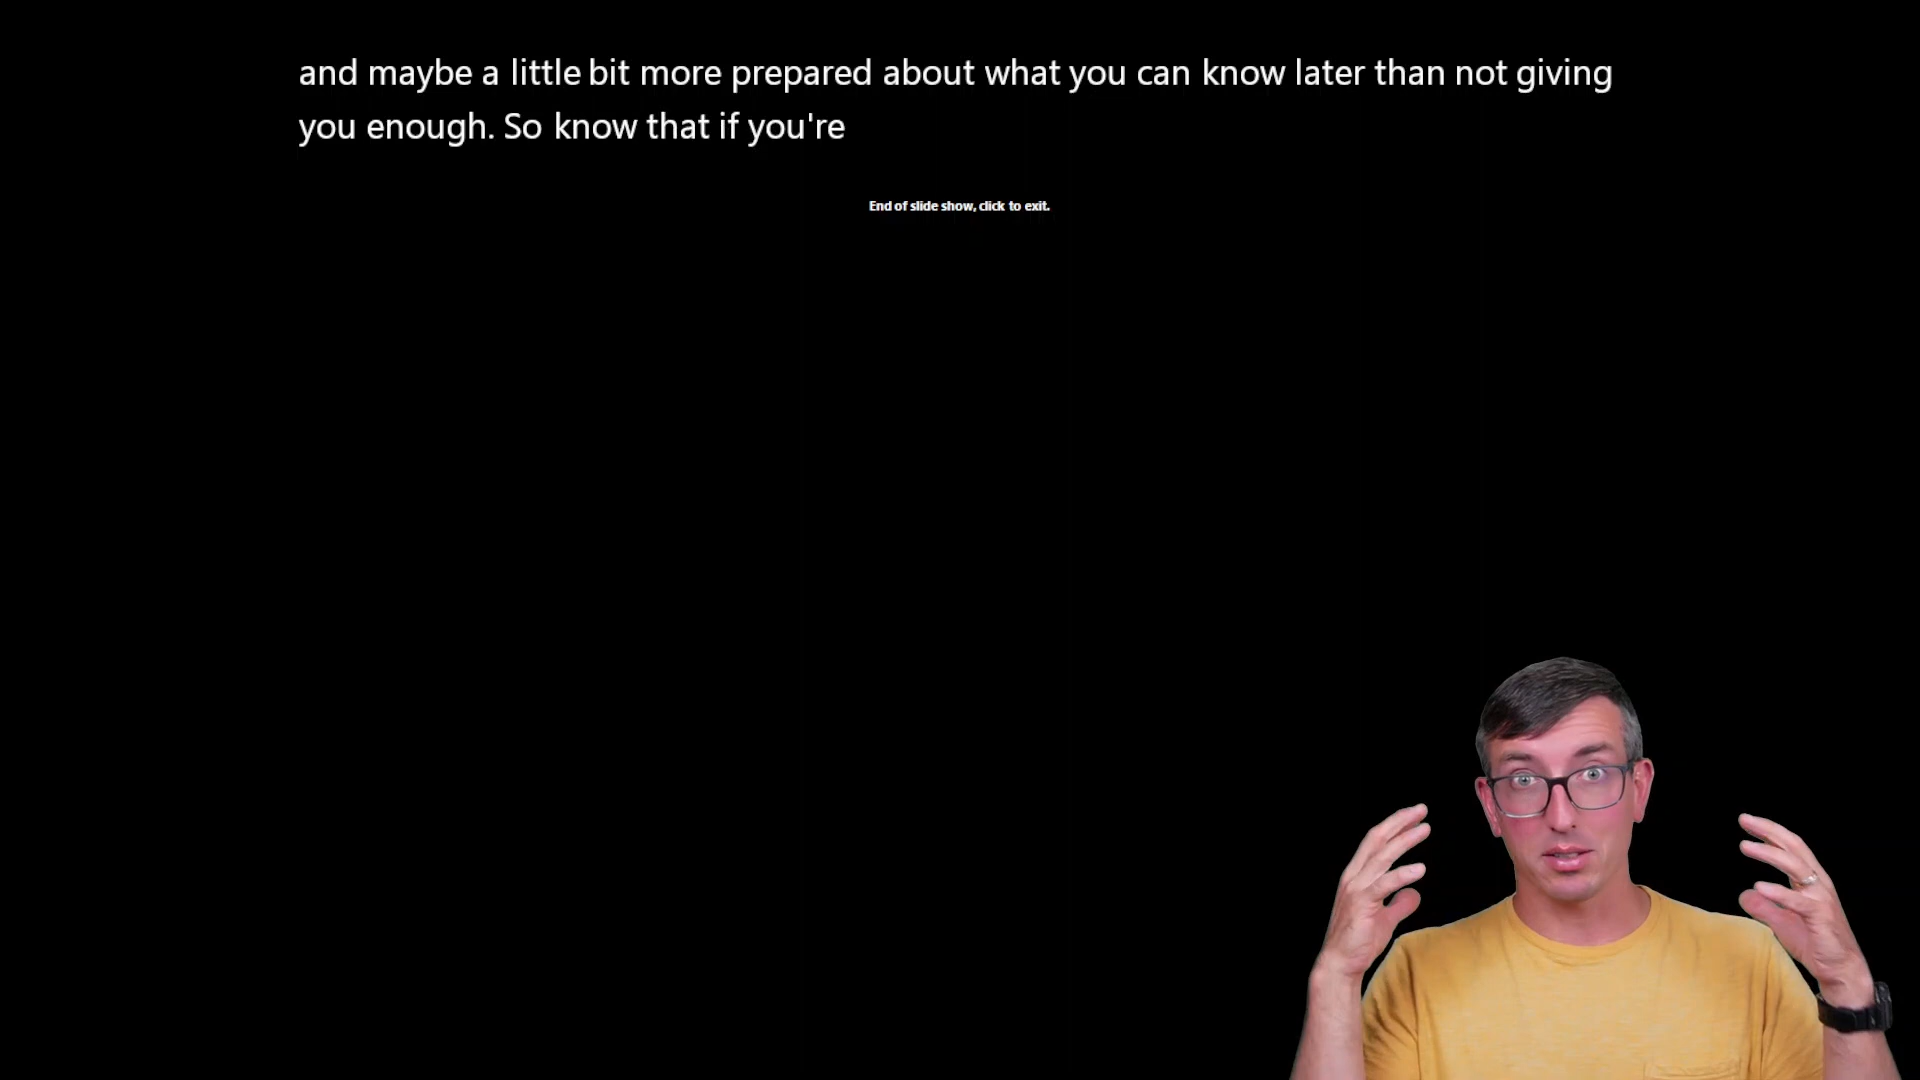 and maybe a little bit more prepared about what you can know later than not giving
you enough. So know that if you're
End of slide show, click to exit.